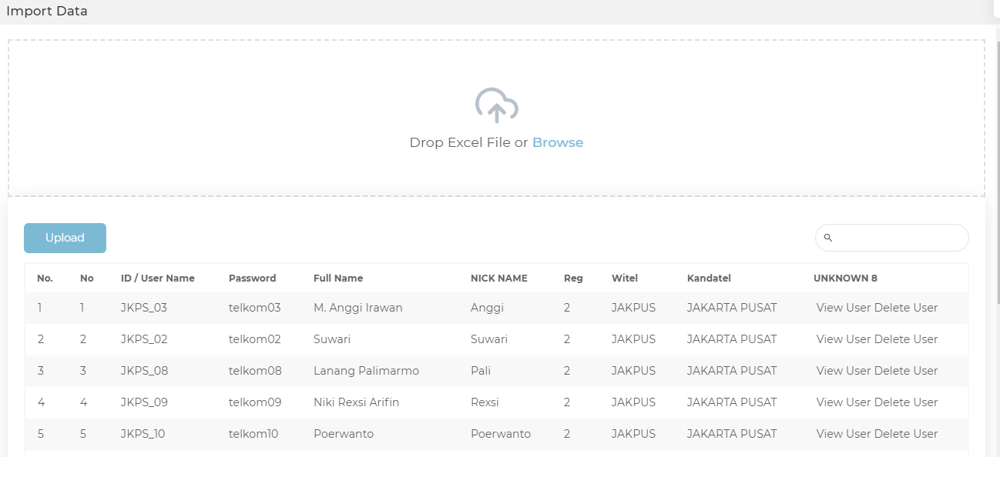 Import Data
Drop Excel File or Browse
Upload
No. No ID / User Name Password Full Name NICK NAME Reg Witel Kandatel UNKNOWN 8
1 1 JKPS_03 telkom03 M. Anggi Irawan Anggi 2 JAKPUS JAKARTA PUSAT View User Delete User
2 2 JKPS_02 telkom02 Suwari Suwari 2 JAKPUS JAKARTA PUSAT View User Delete User
3 3 JKPS_08 telkom08 Lanang Palimarmo Pali 2 JAKPUS JAKARTA PUSAT View User Delete User
4 4 JKPS_09 telkom09 Niki Rexsi Arifin Rexsi 2 JAKPUS JAKARTA PUSAT View User Delete User
5 5 JKPS_10 telkom10 Poerwanto Poerwanto 2 JAKPUS JAKARTA PUSAT View User Delete User